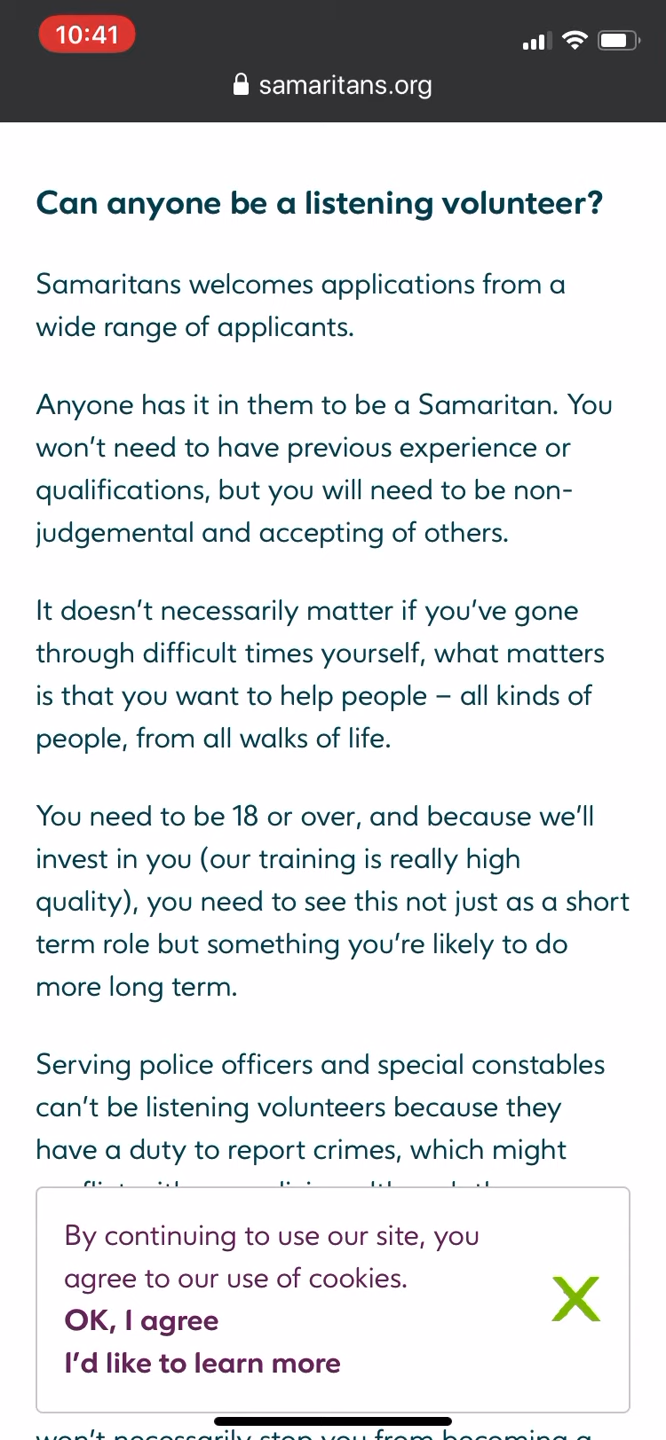 10:41
samaritans.org
Can anyone be a listening volunteer?
Samaritans welcomes applications from a
wide range of applicants.
Anyone has it in them to be a Samaritan. You
won't need to have previous experience or
qualifications, but you will need to be non-
judgemental and accepting of others.
It doesn't necessarily matter if you've gone
through difficult times yourself, what matters
is that you want to help people – all kinds of
people, from all walks of life.
You need to be 18 or over, and because we'll
invest in you (our training is really high
quality), you need to see this not just as a short
term role but something you're likely to do
more long term.
Serving police officers and special constables
can't be listening volunteers because they
have a duty to report crimes, which might
By continuing to use our site, you
agree to our use of cookies.
OK, I agree
I'd like to learn more
won't necessarily stop you from becoming a